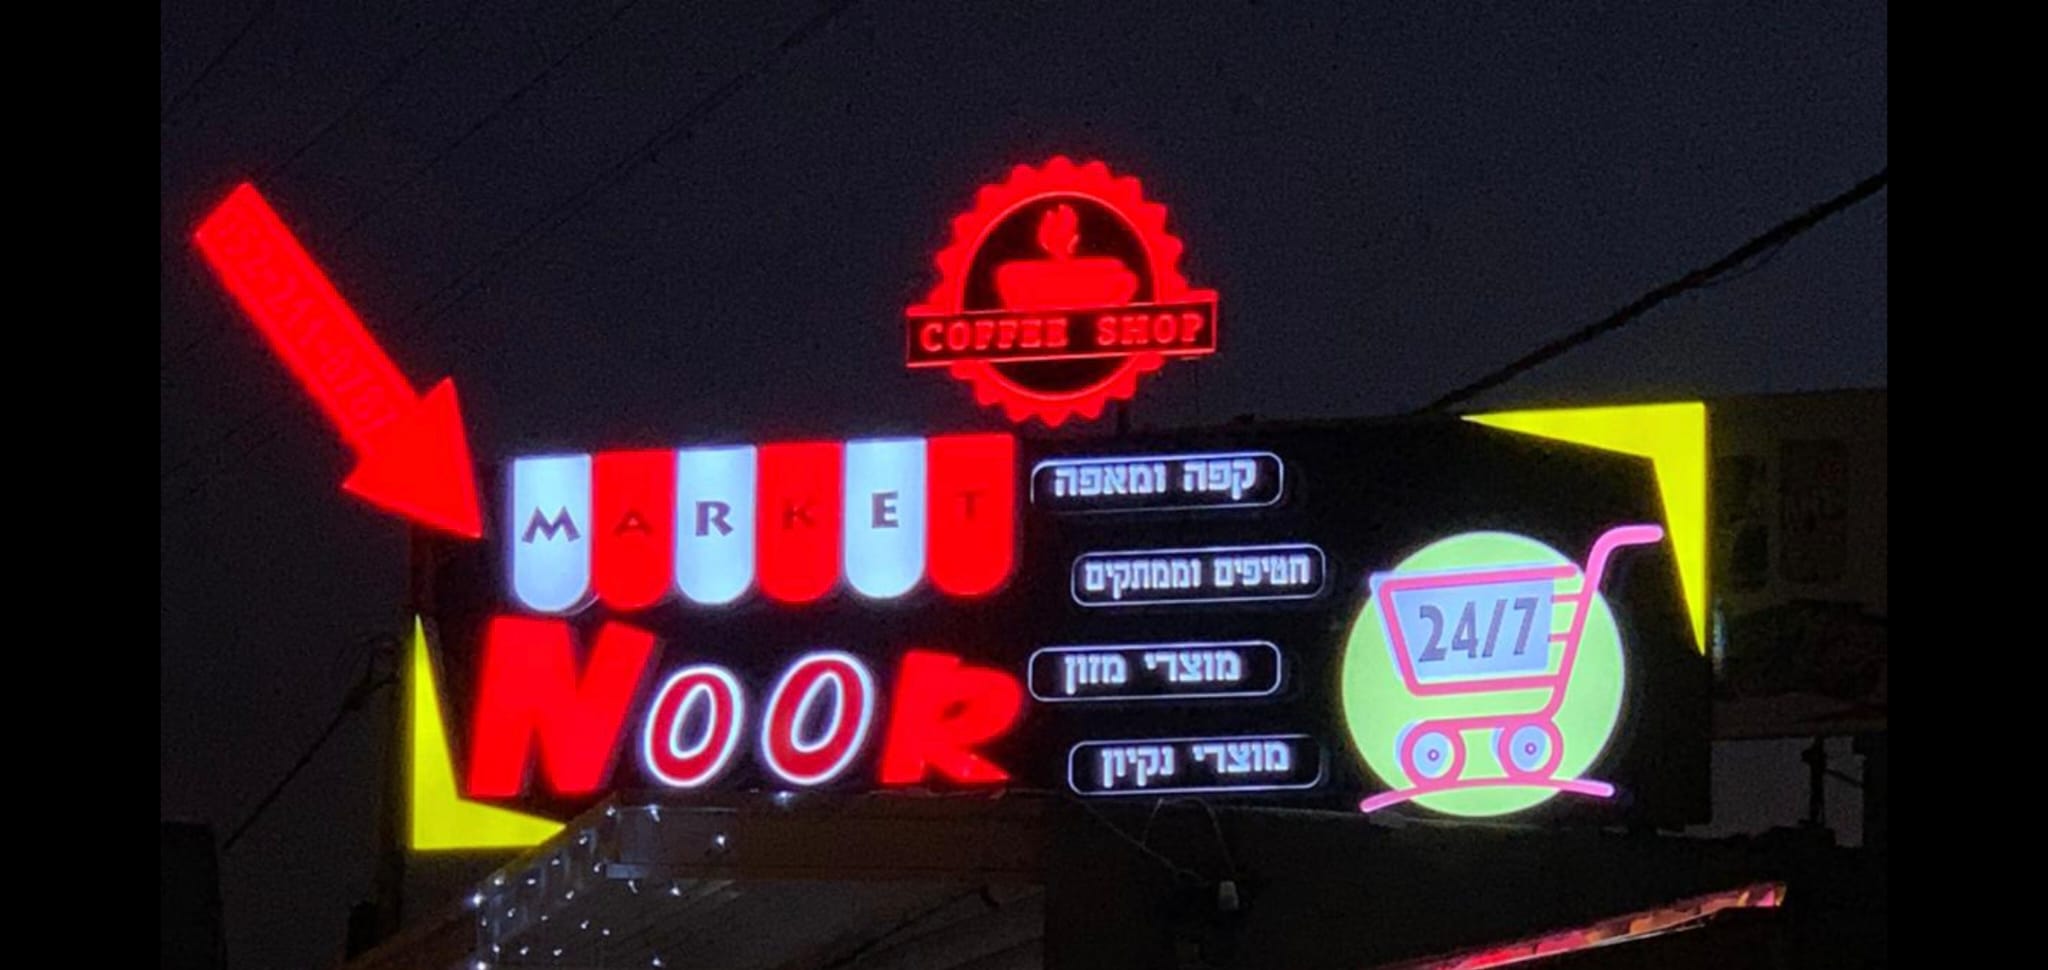 COFFEE SHOP
MARKET
NOOR
קפה ומאפה
חטיפים וממתקים
מוצרי מזון
מוצרי נקיון
24/7